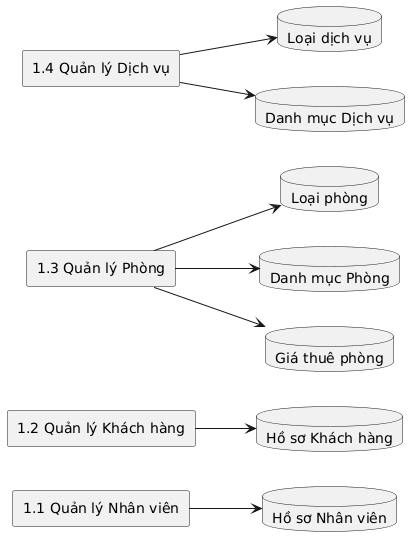 1.4 Quản lý Dịch vụ
Loại dịch vụ
Danh mục Dịch vụ
1.3 Quản lý Phòng
Loại phòng
Danh mục Phòng
Giá thuê phòng
1.2 Quản lý Khách hàng
Hồ sơ Khách hàng
1.1 Quản lý Nhân viên
Hồ sơ Nhân viên